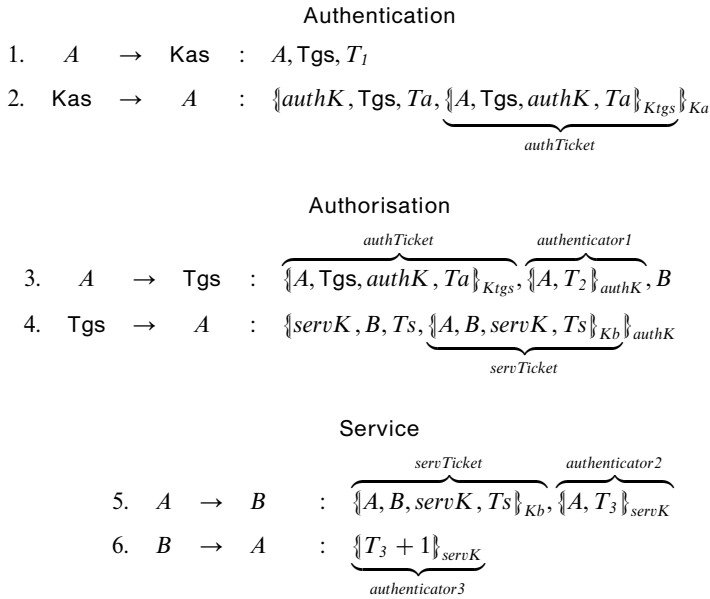 Authentication
1. A → Kas : A, Tgs, T₁
2. Kas → A : {|authK, Tgs, Ta, {|A, Tgs, authK, Ta|}Ktgs|}Ka
authTicket
Authorisation
authTicket authenticator1
3. A → Tgs : {|A, Tgs, authK, Ta|}Ktgs, {|A, T₂|}authK, B
4. Tgs → A : {|servK, B, Ts, {|A, B, servK, Ts|}Kb|}authK
servTicket
Service
servTicket authenticator2
5. A → B : {|A, B, servK, Ts|}Kb, {|A, T₃|}servK
6. B → A : {|T₃ + 1|}servK
authenticator3